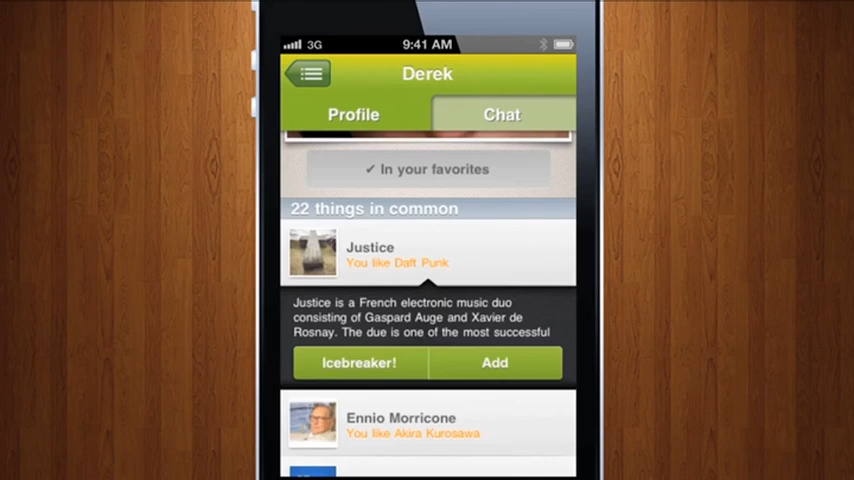 3G 9:41 AM
Derek
Profile Chat
✓ In your favorites
22 things in common
Justice
You like Daft Punk
Justice is a French electronic music duo
consisting of Gaspard Auge and Xavier de
Rosnay. The due is one of the most successful
Icebreaker! Add
Ennio Morricone
You like Akira Kurosawa